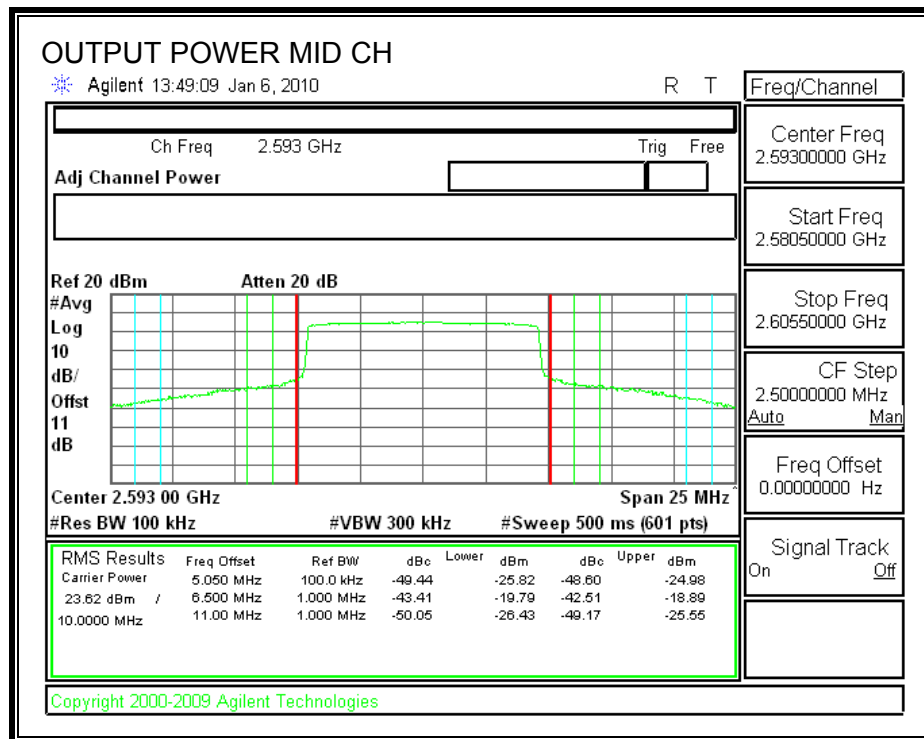 OUTPUT POWER MID CH
Agilent 13:49:09 Jan 6, 2010 R T
Freq/Channel
Ch Freq 2.593 GHz Trig Free
Adj Channel Power
Center Freq
2.59300000 GHz
Start Freq
2.58050000 GHz
Stop Freq
2.60550000 GHz
CF Step
2.50000000 MHz
Auto Man
Freq Offset
0.00000000 Hz
Signal Track
On Off
Ref 20 dBm Atten 20 dB
#Avg
Log
10
dB/
Offst
11
dB
Center 2.593 00 GHz Span 25 MHz
#Res BW 100 kHz #VBW 300 kHz #Sweep 500 ms (601 pts)
RMS Results Freq Offset Ref BW dBc Lower dBm dBc Upper dBm
Carrier Power 5.050 MHz 100.0 kHz -49.44 -25.82 -48.60 -24.98
23.62 dBm / 6.500 MHz 1.000 MHz -43.41 -19.79 -42.51 -18.89
10.0000 MHz 11.00 MHz 1.000 MHz -50.05 -26.43 -49.17 -25.55
Copyright 2000-2009 Agilent Technologies